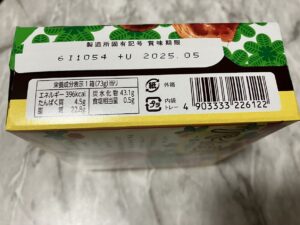 製造所固有記号 賞味期限
611054 +U 2025.05
栄養成分表示 1箱(73g)当り
エネルギー 396kcal 炭水化物 43.1g
たんぱく質 4.5g 食塩相当量 0.5g
脂質 22.8g
紙 外箱
プラ 内袋
トレー
4 903333 226122